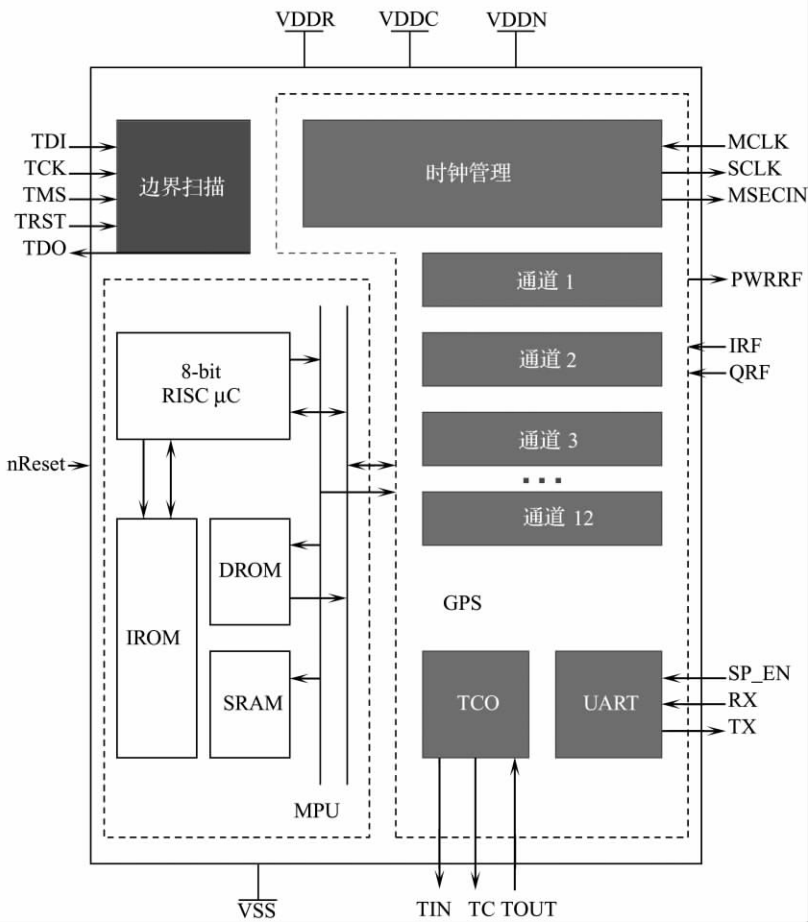 VDDR VDDC VDDN
TDI
TCK
TMS
TRST
TDO
边界扫描
时钟管理
MCLK
SCLK
MSECIN
通道 1
PWRRF
通道 2
IRF
QRF
8-bit
RISC μC
通道 3
nReset
...
通道 12
DROM
IROM
GPS
SRAM
TCO
UART
SP_EN
RX
TX
MPU
VSS
TIN TC TOUT